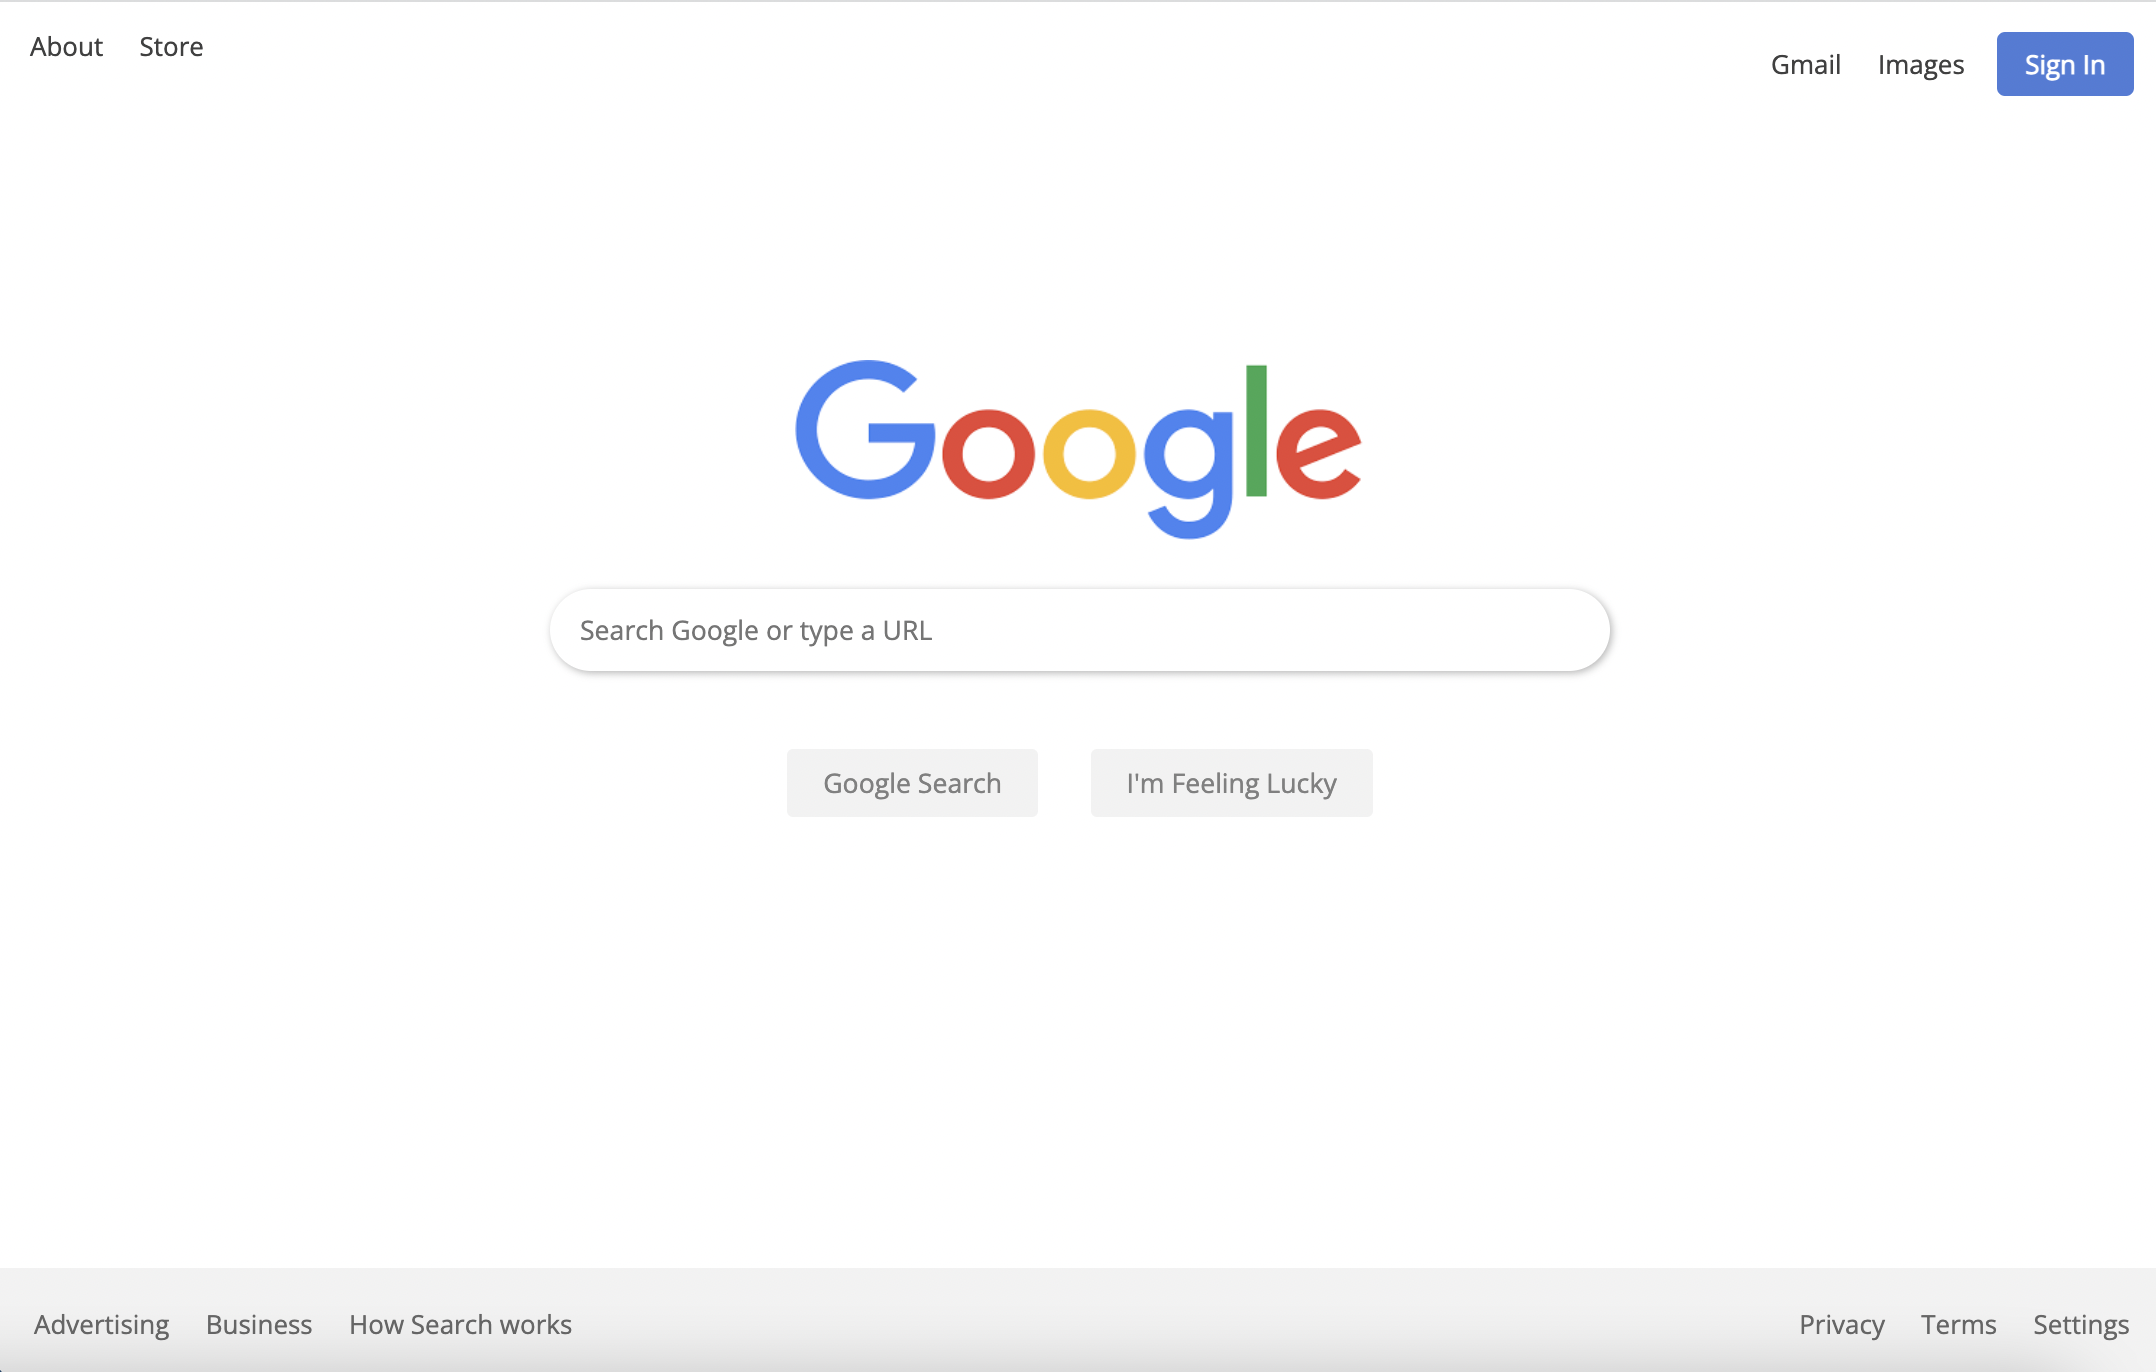 About Store
Gmail Images Sign In
Google
Search Google or type a URL
Google Search I'm Feeling Lucky
Advertising Business How Search works
Privacy Terms Settings